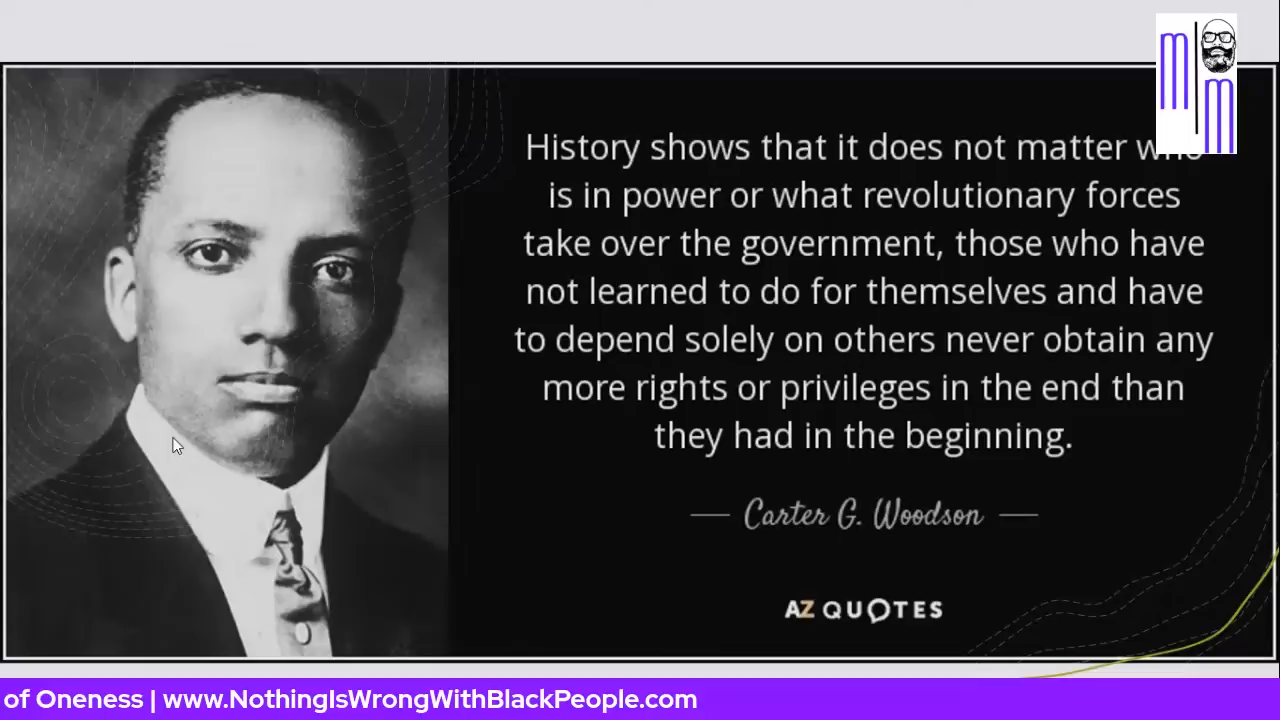 m
m
History shows that it does not matter who
is in power or what revolutionary forces
take over the government, those who have
not learned to do for themselves and have
to depend solely on others never obtain any
more rights or privileges in the end than
they had in the beginning.
Carter G. Woodson
AZ QUOTES
of Oneness | www.NothingIsWrongWithBlackPeople.com